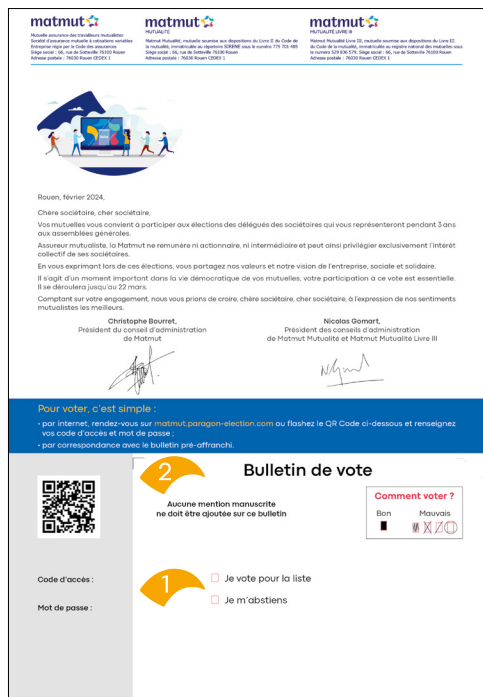 matmut
Mutuelle assurance des travailleurs mutualistes
Société d'assurance mutuelle à cotisations variables
Entreprise régie par le Code des assurances
Siège social : 66, rue de Sotteville 76100 Rouen
Adresse postale : 76030 Rouen CEDEX 1
matmut
MUTUALITÉ
Matmut Mutualité, mutuelle soumise aux dispositions du Livre II du Code de
la mutualité, immatriculée au répertoire SIRENE sous le numéro 775 701 485
Siège social : 66, rue de Sotteville 76100 Rouen
Adresse postale : 76030 Rouen CEDEX 1
matmut
MUTUALITÉ LIVRE III
Matmut Mutualité Livre III, mutuelle soumise aux dispositions du Livre III
du Code de la mutualité, immatriculée au registre national des mutuelles sous
le numéro 529 836 579. Siège social : 66, rue de Sotteville 76100 Rouen
Adresse postale : 76030 Rouen CEDEX 1
Rouen, février 2024,
Chère sociétaire, cher sociétaire,
Vos mutuelles vous convient à participer aux élections des délégués des sociétaires qui vous représenteront pendant 3 ans
aux assemblées générales.
Assureur mutualiste, la Matmut ne rémunère ni actionnaire, ni intermédiaire et peut ainsi privilégier exclusivement l'intérêt
collectif de ses sociétaires.
En vous exprimant lors de ces élections, vous partagez nos valeurs et notre vision de l'entreprise, sociale et solidaire.
Il s'agit d'un moment important dans la vie démocratique de vos mutuelles, votre participation à ce vote est essentielle.
Il se déroulera jusqu'au 22 mars.
Comptant sur votre engagement, nous vous prions de croire, chère sociétaire, cher sociétaire, à l'expression de nos sentiments
mutualistes les meilleurs.
Christophe Bourret,
Président du conseil d'administration
de Matmut
Nicolas Gomart,
Président des conseils d'administration
de Matmut Mutualité et Matmut Mutualité Livre III
Pour voter, c'est simple :
• par internet, rendez-vous sur matmut.paragon-election.com ou flashez le QR Code ci-dessous et renseignez
vos code d'accès et mot de passe ;
• par correspondance avec le bulletin pré-affranchi.
2
Bulletin de vote
Aucune mention manuscrite
ne doit être ajoutée sur ce bulletin
Comment voter ?
Bon Mauvais
Code d'accès :
Mot de passe :
1
Je vote pour la liste
Je m'abstiens